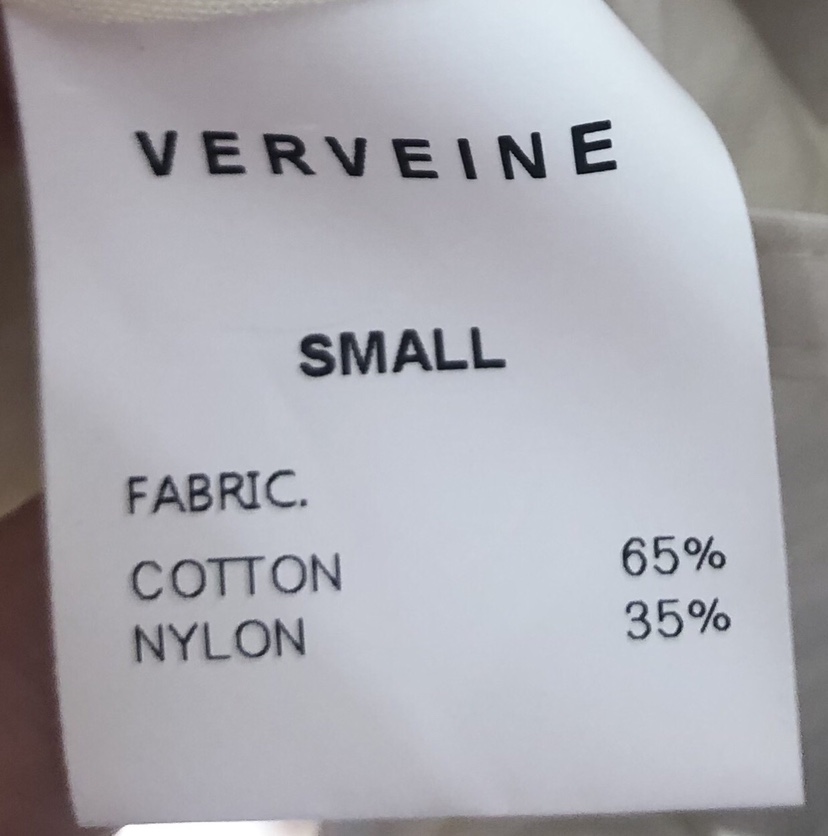 VERVEINE
SMALL
FABRIC.
COTTON 65%
NYLON 35%